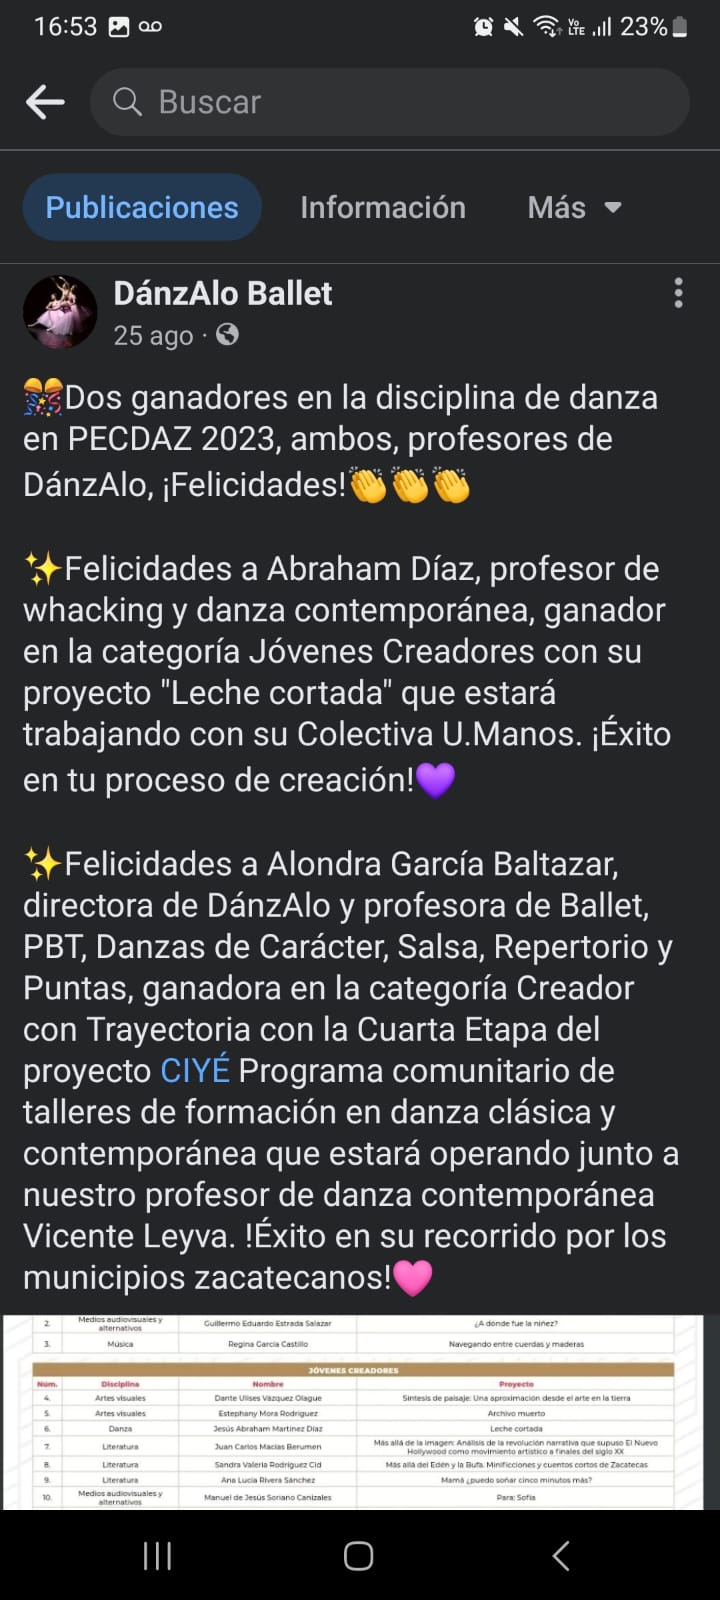 16:53
Vo
LTE
23%
Buscar
Publicaciones
Información
Más
DánzAlo Ballet
25 ago ·
🎊Dos ganadores en la disciplina de danza
en PECDAZ 2023, ambos, profesores de
DánzAlo, ¡Felicidades!👏👏👏
✨Felicidades a Abraham Díaz, profesor de
whacking y danza contemporánea, ganador
en la categoría Jóvenes Creadores con su
proyecto "Leche cortada" que estará
trabajando con su Colectiva U.Manos. ¡Éxito
en tu proceso de creación!💜
✨Felicidades a Alondra García Baltazar,
directora de DánzAlo y profesora de Ballet,
PBT, Danzas de Carácter, Salsa, Repertorio y
Puntas, ganadora en la categoría Creador
con Trayectoria con la Cuarta Etapa del
proyecto CIYÉ Programa comunitario de
talleres de formación en danza clásica y
contemporánea que estará operando junto a
nuestro profesor de danza contemporánea
Vicente Leyva. !Éxito en su recorrido por los
municipios zacatecanos!🩷
2. Medios audiovisuales y alternativos Guillermo Eduardo Estrada Salazar ¿A dónde fue la niñez?
3. Música Regina García Castillo Navegando entre cuerdas y maderas
JÓVENES CREADORES
Núm. Disciplina Nombre Proyecto
4. Artes visuales Dante Ulises Vázquez Olague Síntesis de paisaje: Una aproximación desde el arte en la tierra
5. Artes visuales Estephany Mora Rodríguez Archivo muerto
6. Danza Jesús Abraham Martínez Díaz Leche cortada
7. Literatura Juan Carlos Macías Berumen Más allá de la imagen: Análisis de la revolución narrativa que supuso El Nuevo Hollywood como movimiento artístico a finales del siglo XX
8. Literatura Sandra Valeria Rodríguez Cid Más allá del Edén y la Bufa. Minificciones y cuentos cortos de Zacatecas
9. Literatura Ana Lucía Rivera Sánchez Mamá ¿puedo soñar cinco minutos más?
10. Medios audiovisuales y alternativos Manuel de Jesús Soriano Canizales Para: Sofía